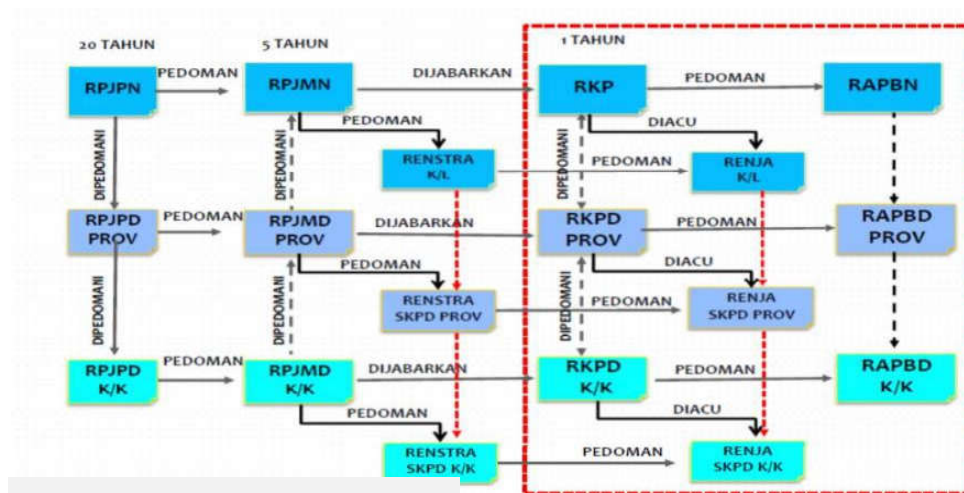 20 TAHUN
5 TAHUN
1 TAHUN
RPJPN
PEDOMAN
RPJMN
DIJABARKAN
RKP
PEDOMAN
RAPBN
PEDOMAN
DIACU
DIPEDOMANI
DIPEDOMANI
DIPEDOMANI
RENSTRA
K/L
PEDOMAN
RENJA
K/L
RPJPD
PROV
PEDOMAN
RPJMD
PROV
DIJABARKAN
RKPD
PROV
PEDOMAN
RAPBD
PROV
PEDOMAN
DIACU
DIPEDOMANI
DIPEDOMANI
DIPEDOMANI
RENSTRA
SKPD PROV
PEDOMAN
RENJA
SKPD PROV
RPJPD
K/K
PEDOMAN
RPJMD
K/K
DIJABARKAN
RKPD
K/K
PEDOMAN
RAPBD
K/K
PEDOMAN
DIACU
RENSTRA
SKPD K/K
PEDOMAN
RENJA
SKPD K/K